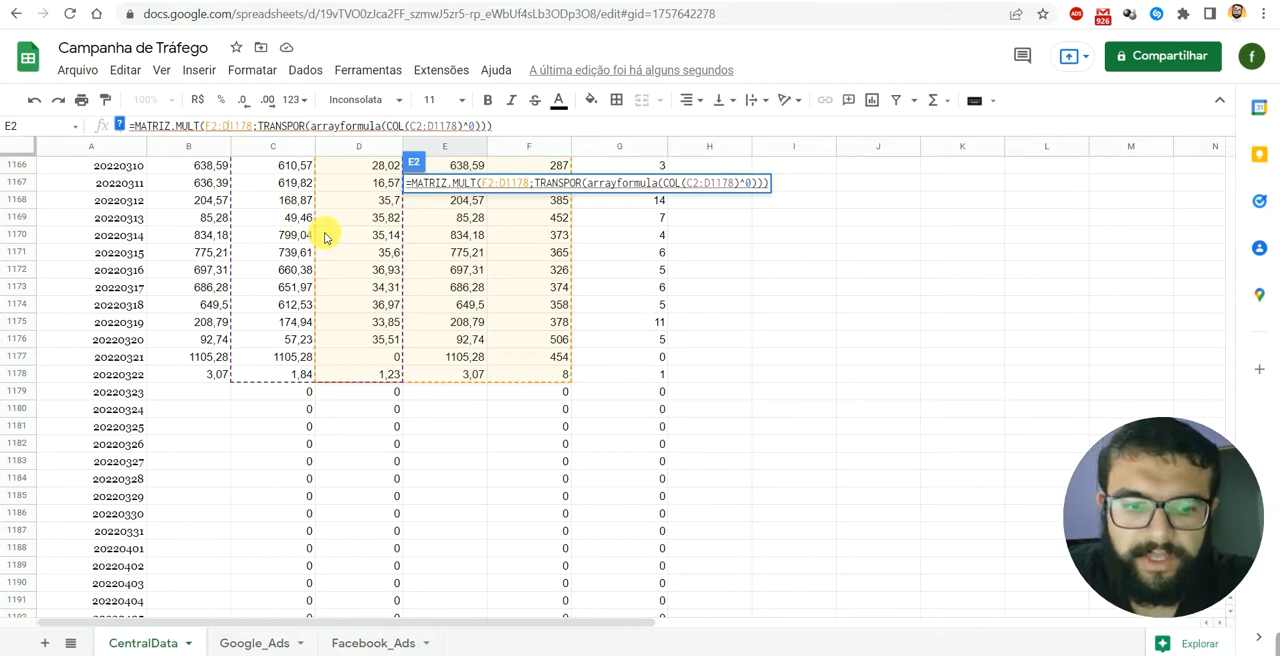 docs.google.com/spreadsheets/d/19vTVO0zJca2FF_szmwJ5zr5-rp_eWbUf4sLb3ODp3O8/edit#gid=1757642278
ADS
926
Campanha de Tráfego
Arquivo Editar Ver Inserir Formatar Dados Ferramentas Extensões Ajuda A última edição foi há alguns segundos
Compartilhar
f
100% R$ % .0 .00 123 Inconsolata 11 B I S A
E2 fx ? =MATRIZ.MULT(F2:D1178;TRANSPOR(arrayformula(COL(C2:D1178)^0)))
A B C D E F G H I J K L M N
1166 20220310 638,59 610,57 28,02 E2 638,59 287 3
1167 20220311 636,39 619,82 16,57 =MATRIZ.MULT(F2:D1178;TRANSPOR(arrayformula(COL(C2:D1178)^0)))
1168 20220312 204,57 168,87 35,7 204,57 385 14
1169 20220313 85,28 49,46 35,82 85,28 452 7
1170 20220314 834,18 799,04 35,14 834,18 373 4
1171 20220315 775,21 739,61 35,6 775,21 365 6
1172 20220316 697,31 660,38 36,93 697,31 326 5
1173 20220317 686,28 651,97 34,31 686,28 374 6
1174 20220318 649,5 612,53 36,97 649,5 358 5
1175 20220319 208,79 174,94 33,85 208,79 378 11
1176 20220320 92,74 57,23 35,51 92,74 506 5
1177 20220321 1105,28 1105,28 0 1105,28 454 0
1178 20220322 3,07 1,84 1,23 3,07 8 1
1179 20220323 0 0 0 0
1180 20220324 0 0 0 0
1181 20220325 0 0 0 0
1182 20220326 0 0 0 0
1183 20220327 0 0 0 0
1184 20220328 0 0 0 0
1185 20220329 0 0 0 0
1186 20220330 0 0 0 0
1187 20220331 0 0 0 0
1188 20220401 0 0 0 0
1189 20220402 0 0 0 0
1190 20220403 0 0 0 0
1191 20220404 0 0 0 0
CentralData Google_Ads Facebook_Ads Explorar